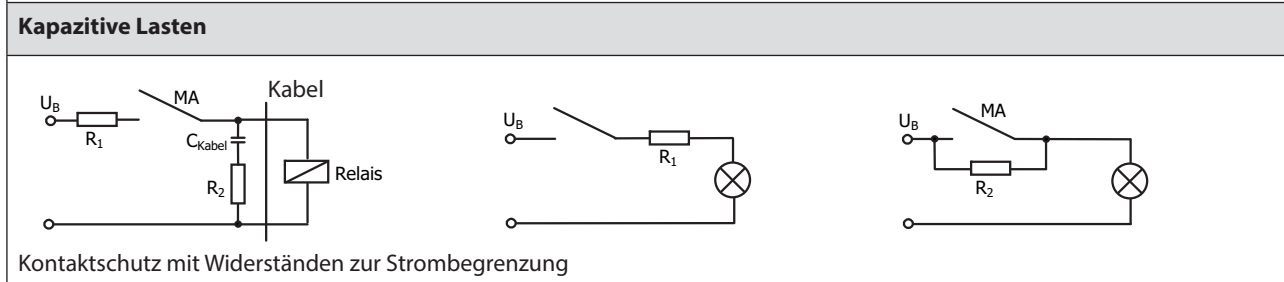 Kapazitive Lasten
U_B
R_1
MA
C_Kabel
R_2
Kabel
Relais
U_B
R_1
U_B
MA
R_2
Kontaktschutz mit Widerständen zur Strombegrenzung